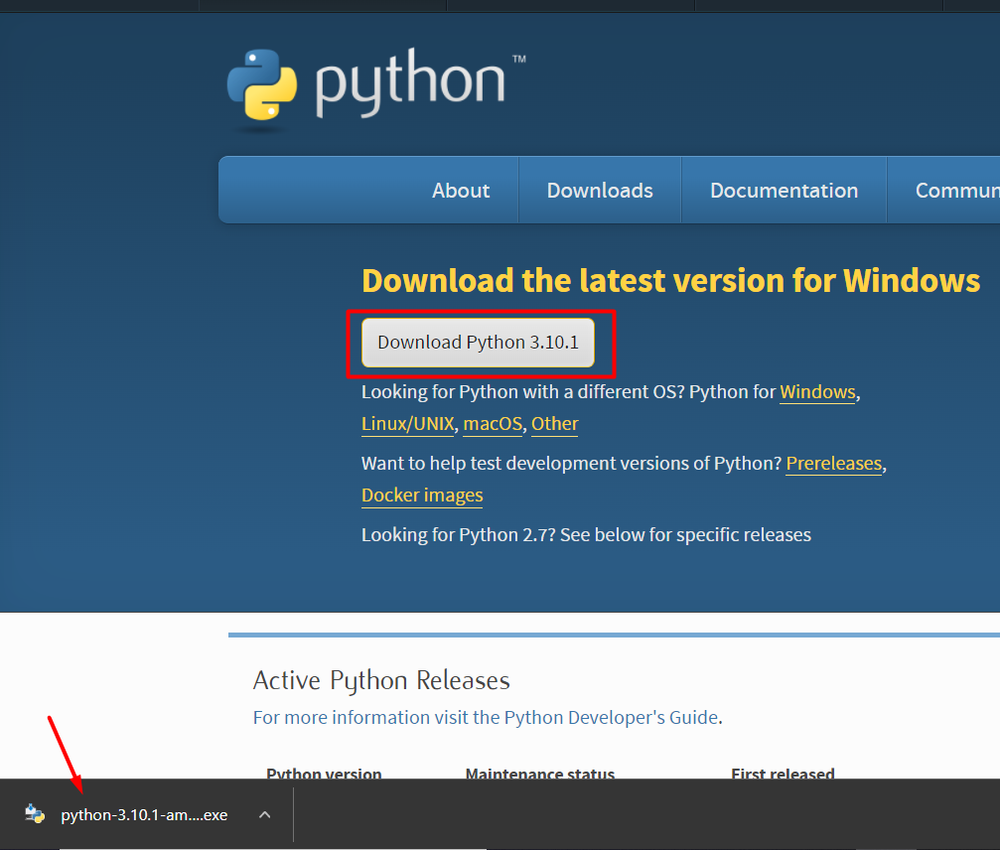 python™
About
Downloads
Documentation
Commun
Download the latest version for Windows
Download Python 3.10.1
Looking for Python with a different OS? Python for Windows,
Linux/UNIX, macOS, Other
Want to help test development versions of Python? Prereleases,
Docker images
Looking for Python 2.7? See below for specific releases
Active Python Releases
For more information visit the Python Developer's Guide.
Python version
Maintenance status
First released
python-3.10.1-am....exe